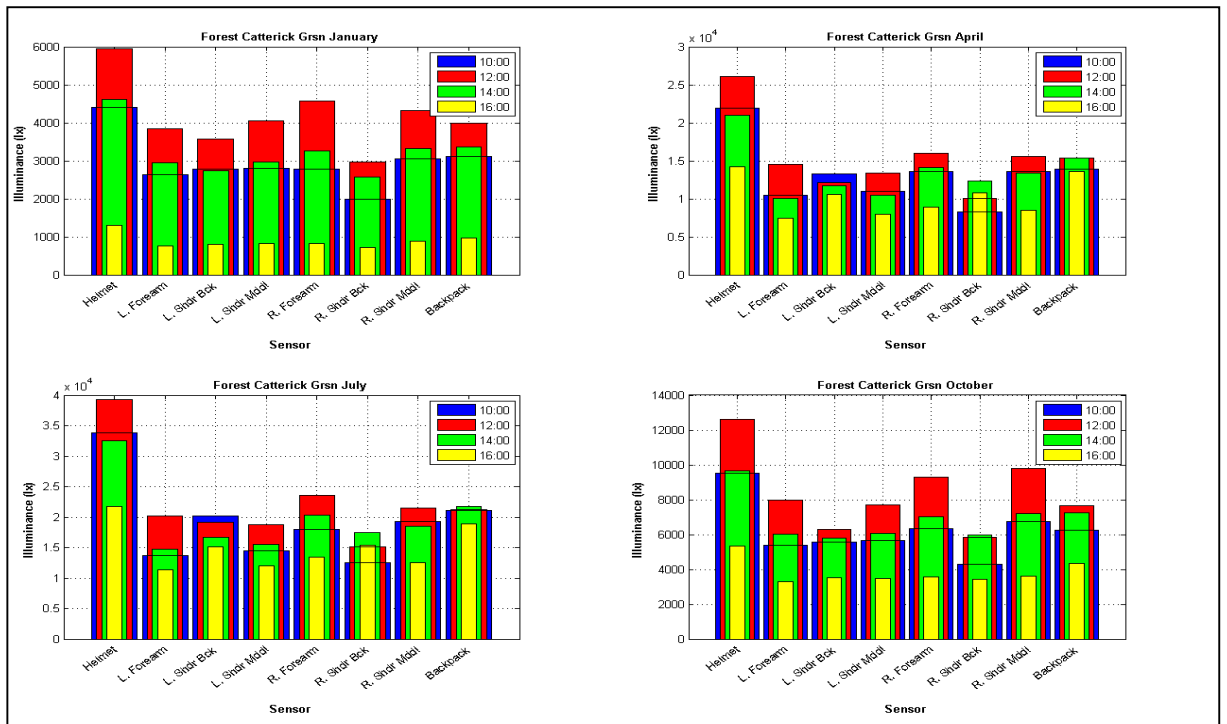 Forest Catterick Grsn January
6000
5000
4000
3000
2000
1000
0
Illuminance (lx)
10:00
12:00
14:00
16:00
Helmet
L. Forearm
L. Shdr Bck
L. Shdr Mddl
R. Forearm
R. Shdr Bck
R. Shdr Mddl
Backpack
Sensor
Forest Catterick Grsn April
x 10⁴
3
2.5
2
1.5
1
0.5
0
Illuminance (lx)
10:00
12:00
14:00
16:00
Helmet
L. Forearm
L. Shdr Bck
L. Shdr Mddl
R. Forearm
R. Shdr Bck
R. Shdr Mddl
Backpack
Sensor
Forest Catterick Grsn July
x 10⁴
4
3.5
3
2.5
2
1.5
1
0.5
0
Illuminance (lx)
10:00
12:00
14:00
16:00
Helmet
L. Forearm
L. Shdr Bck
L. Shdr Mddl
R. Forearm
R. Shdr Bck
R. Shdr Mddl
Backpack
Sensor
Forest Catterick Grsn October
14000
12000
10000
8000
6000
4000
2000
0
Illuminance (lx)
10:00
12:00
14:00
16:00
Helmet
L. Forearm
L. Shdr Bck
L. Shdr Mddl
R. Forearm
R. Shdr Bck
R. Shdr Mddl
Backpack
Sensor